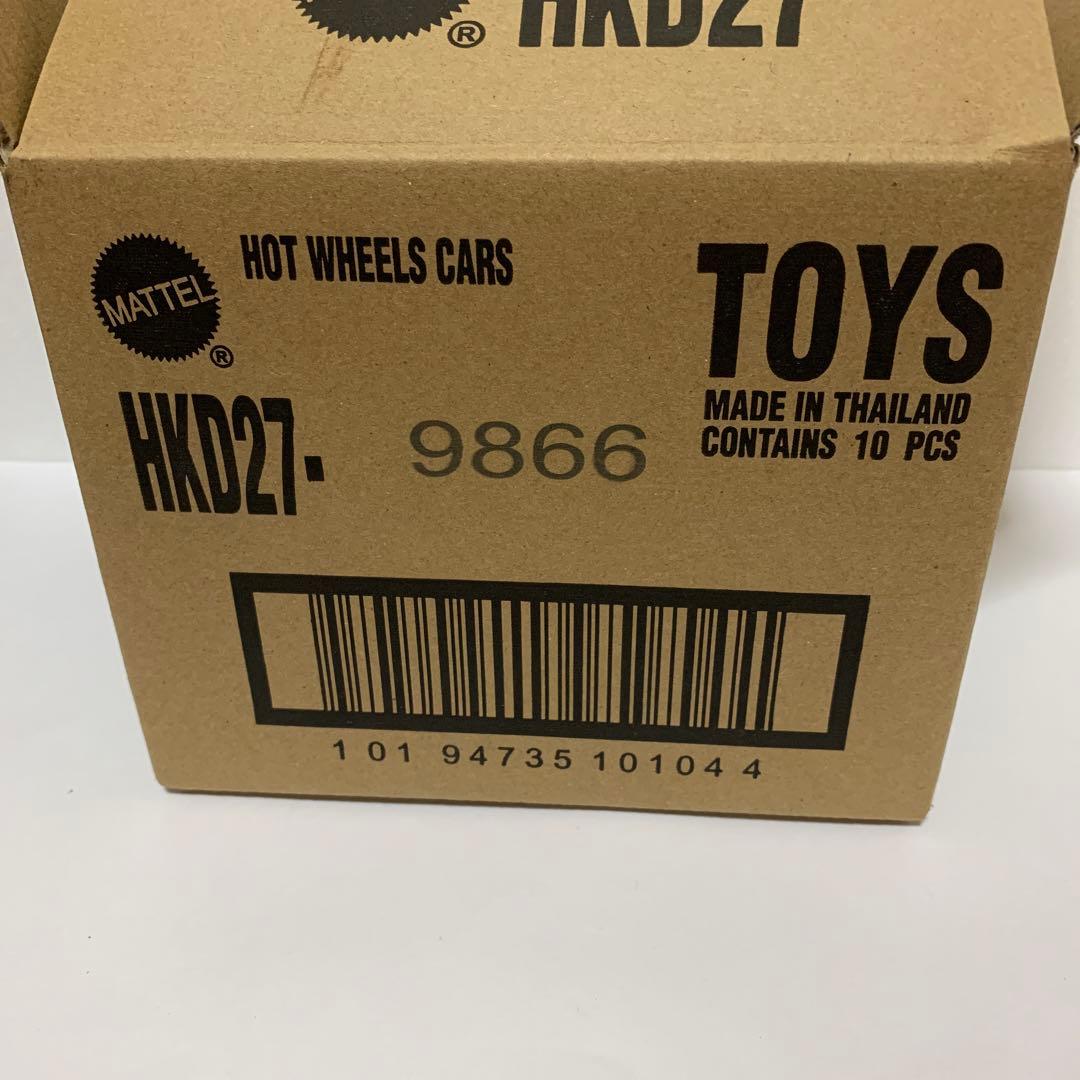 ® HKD27
MATTEL ® HOT WHEELS CARS
TOYS
MADE IN THAILAND
CONTAINS 10 PCS
HKD27- 9866
1 01 94735 10104 4